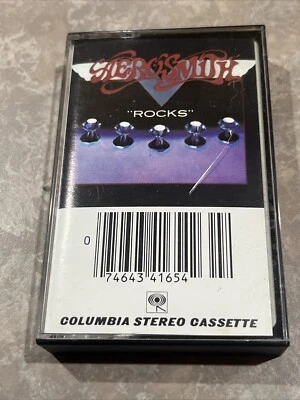 AEROSMITH
"ROCKS"
0
74643 41654
COLUMBIA STEREO CASSETTE